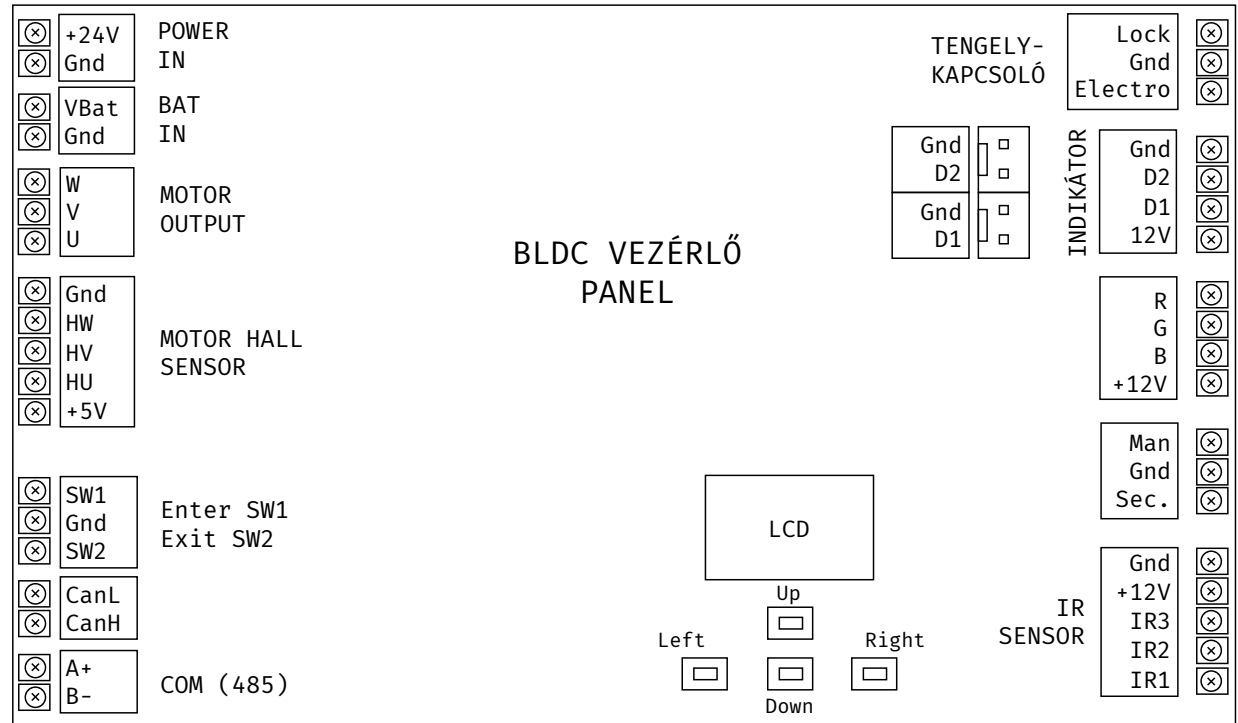 +24V
Gnd
POWER
IN
VBat
Gnd
BAT
IN
W
V
U
MOTOR
OUTPUT
Gnd
HW
HV
HU
+5V
MOTOR HALL
SENSOR
SW1
Gnd
SW2
Enter SW1
Exit SW2
CanL
CanH
A+
B-
COM (485)
BLDC VEZÉRLŐ
PANEL
LCD
Up
Left
Right
Down
TENGELY-
KAPCSOLÓ
Lock
Gnd
Electro
Gnd
D2
Gnd
D1
INDIKÁTOR
Gnd
D2
D1
12V
R
G
B
+12V
Man
Gnd
Sec.
IR
SENSOR
Gnd
+12V
IR3
IR2
IR1